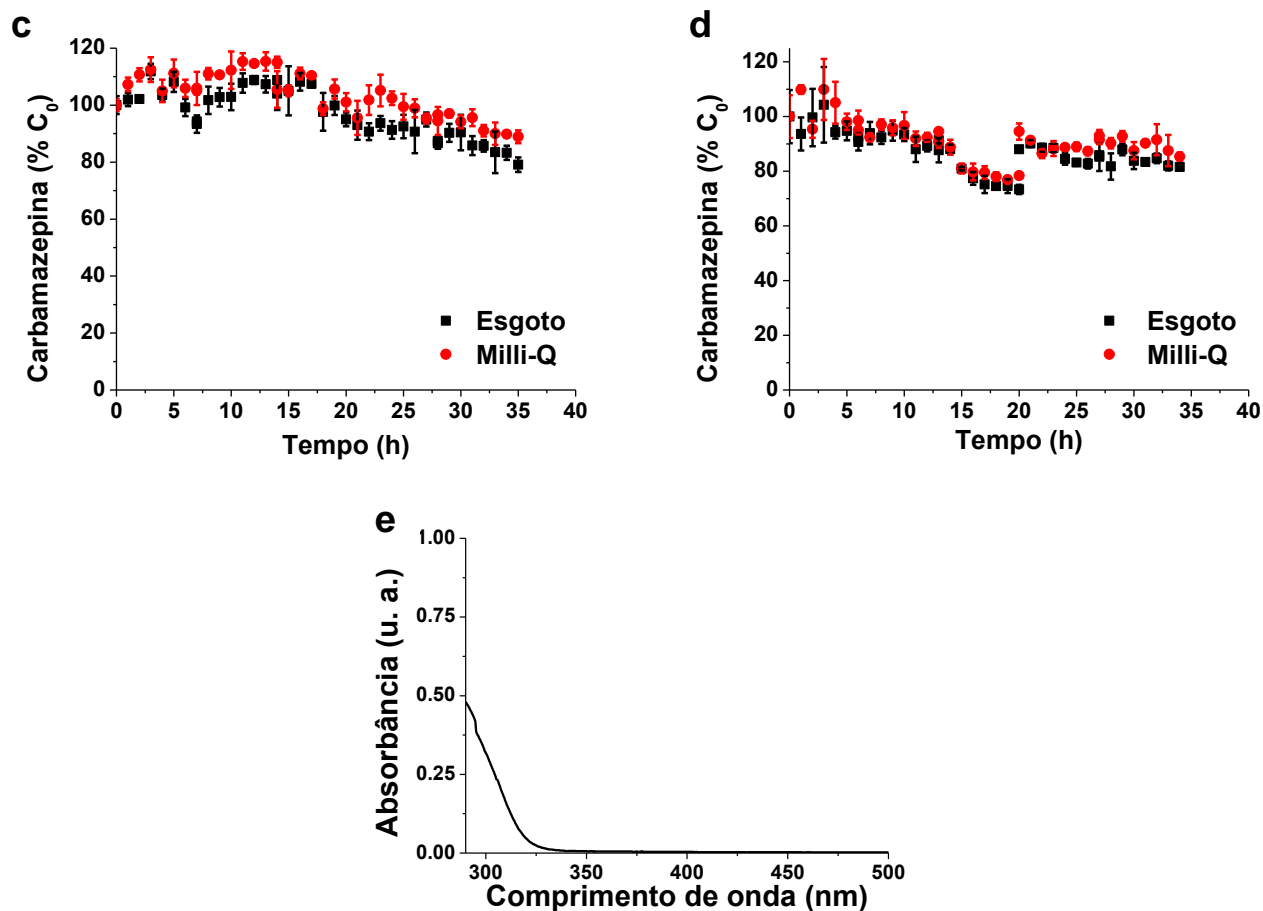 c
Carbamazepina (% C₀)
120
100
80
60
40
20
0
Esgoto
Milli-Q
0 5 10 15 20 25 30 35 40
Tempo (h)
d
Carbamazepina (% C₀)
120
100
80
60
40
20
0
Esgoto
Milli-Q
0 5 10 15 20 25 30 35 40
Tempo (h)
e
Absorbância (u. a.)
1.00
0.75
0.50
0.25
0.00
300 350 400 450 500
Comprimento de onda (nm)